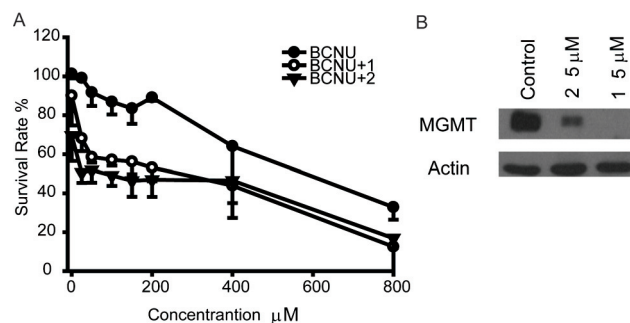 A
BCNU
BCNU+1
BCNU+2
Survival Rate %
120
100
80
60
40
20
0
0 200 400 600 800
Concentrantion μM
B
Control
2 5 μM
1 5 μM
MGMT
Actin